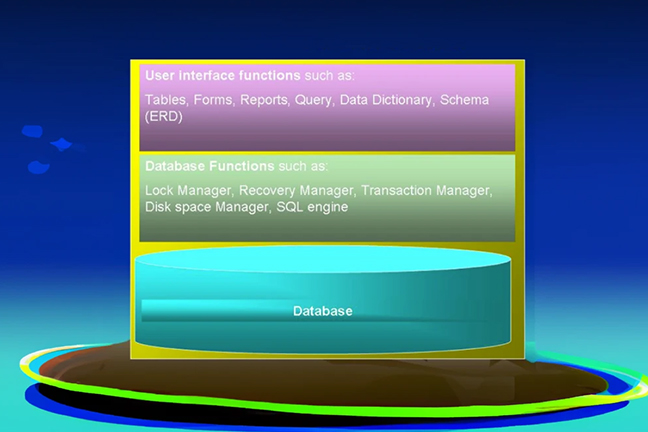 User interface functions such as:
Tables, Forms, Reports, Query, Data Dictionary, Schema
(ERD)
Database Functions such as:
Lock Manager, Recovery Manager, Transaction Manager,
Disk space Manager, SQL engine
Database